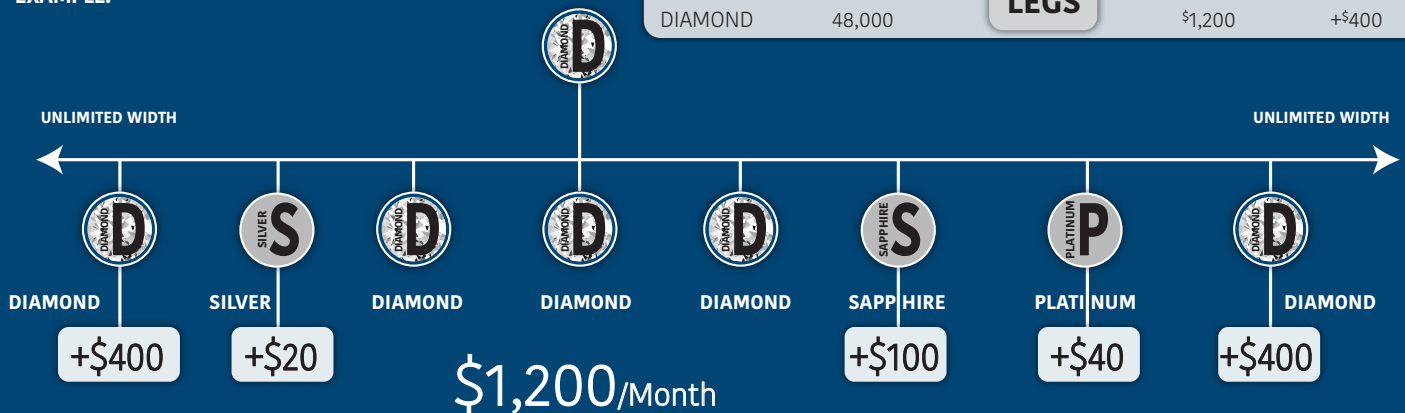 EXAMPLE:
LEGS
DIAMOND 48,000 $1,200 +$400
DIAMOND D
UNLIMITED WIDTH UNLIMITED WIDTH
DIAMOND D SILVER S DIAMOND D DIAMOND D DIAMOND D SAPPHIRE S PLATINUM P DIAMOND D
DIAMOND SILVER DIAMOND DIAMOND DIAMOND SAPPHIRE PLATINUM DIAMOND
+$400 +$20 +$100 +$40 +$400
$1,200/Month